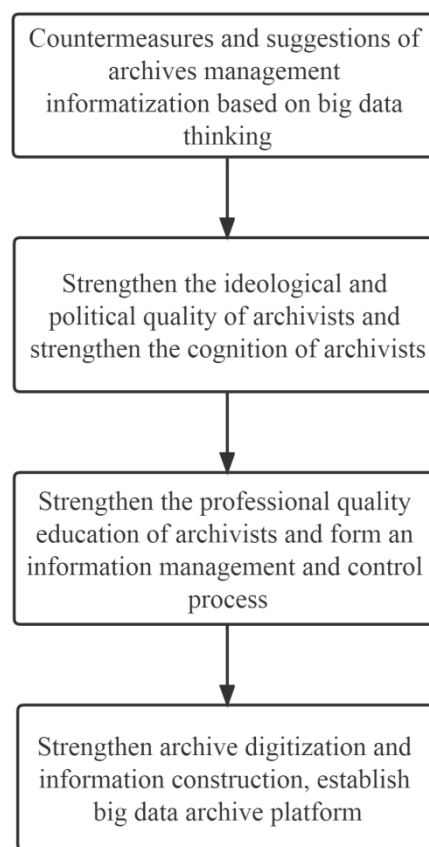 Countermeasures and suggestions of
archives management
informatization based on big data
thinking
Strengthen the ideological and
political quality of archivists and
strengthen the cognition of archivists
Strengthen the professional quality
education of archivists and form an
information management and control
process
Strengthen archive digitization and
information construction, establish
big data archive platform